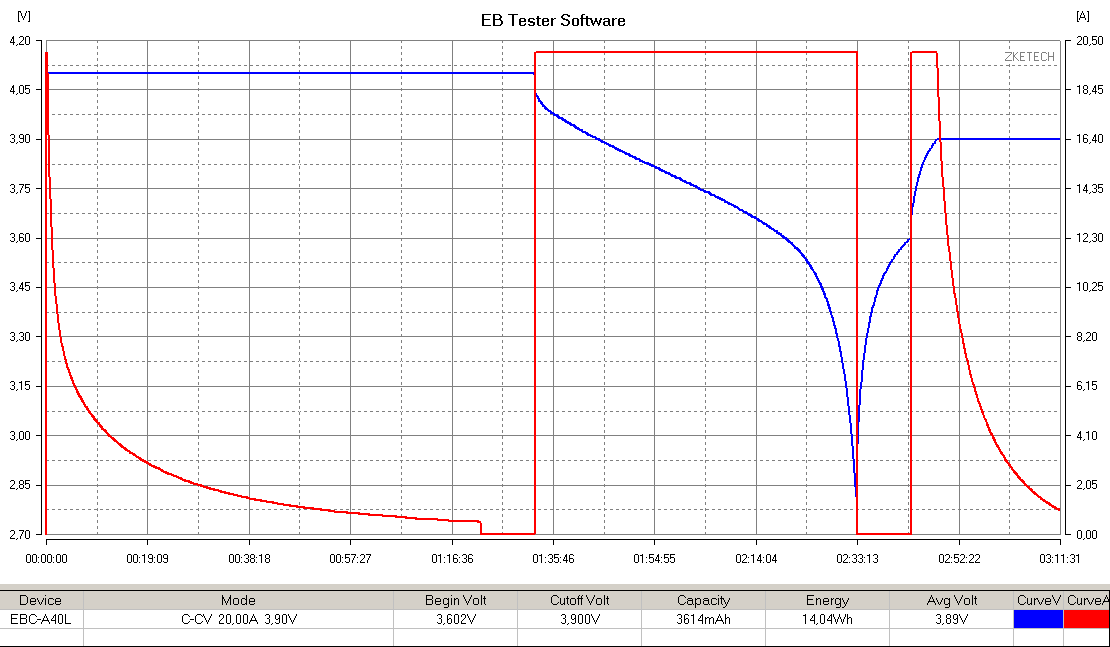 EB Tester Software
[V] [A]
ZKETECH
4,20 20,50
4,05 18,45
3,90 16,40
3,75 14,35
3,60 12,30
3,45 10,25
3,30 8,20
3,15 6,15
3,00 4,10
2,85 2,05
2,70 0,00
00:00:00 00:19:09 00:38:18 00:57:27 01:16:36 01:35:46 01:54:55 02:14:04 02:33:13 02:52:22 03:11:31
Device Mode Begin Volt Cutoff Volt Capacity Energy Avg Volt CurveV CurveA
EBC-A40L C-CV 20,00A 3,90V 3,602V 3,900V 3614mAh 14,04Wh 3,89V